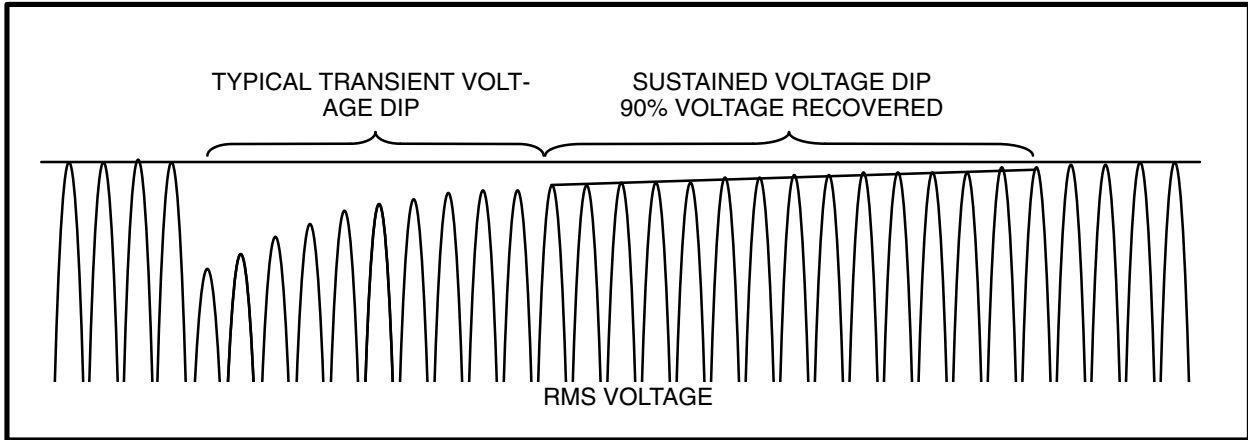 TYPICAL TRANSIENT VOLT-
AGE DIP
SUSTAINED VOLTAGE DIP
90% VOLTAGE RECOVERED
RMS VOLTAGE